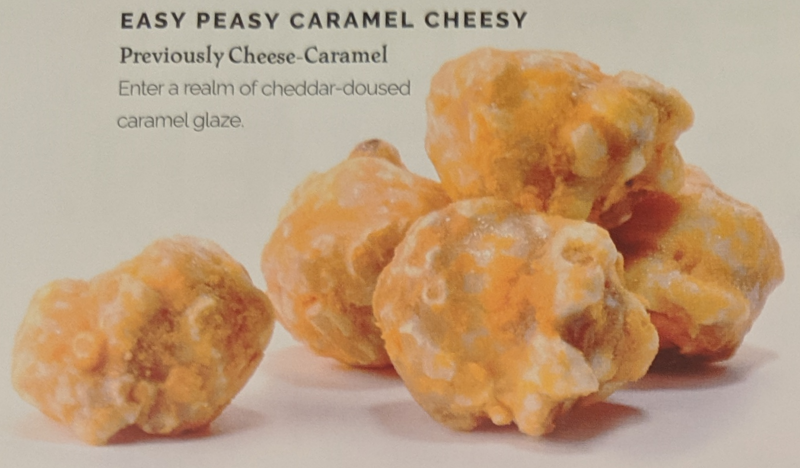 EASY PEASY CARAMEL CHEESY
Previously Cheese-Caramel
Enter a realm of cheddar-doused
caramel glaze.